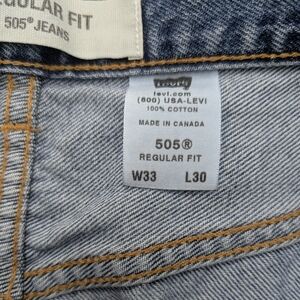 REGULAR FIT
505® JEANS
Levi's
levi.com
(800) USA-LEVI
100% COTTON
MADE IN CANADA
505®
REGULAR FIT
W33 L30